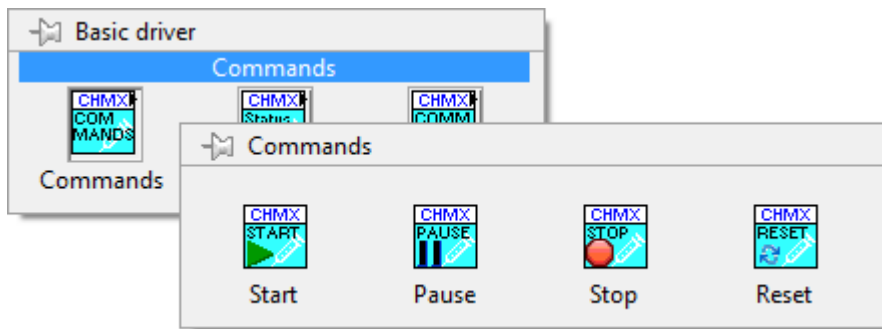 Basic driver
Commands
CHMX CHMX CHMX
COM Status COMM
MANDS
Commands
Commands
CHMX CHMX CHMX CHMX
START PAUSE STOP RESET
Start Pause Stop Reset